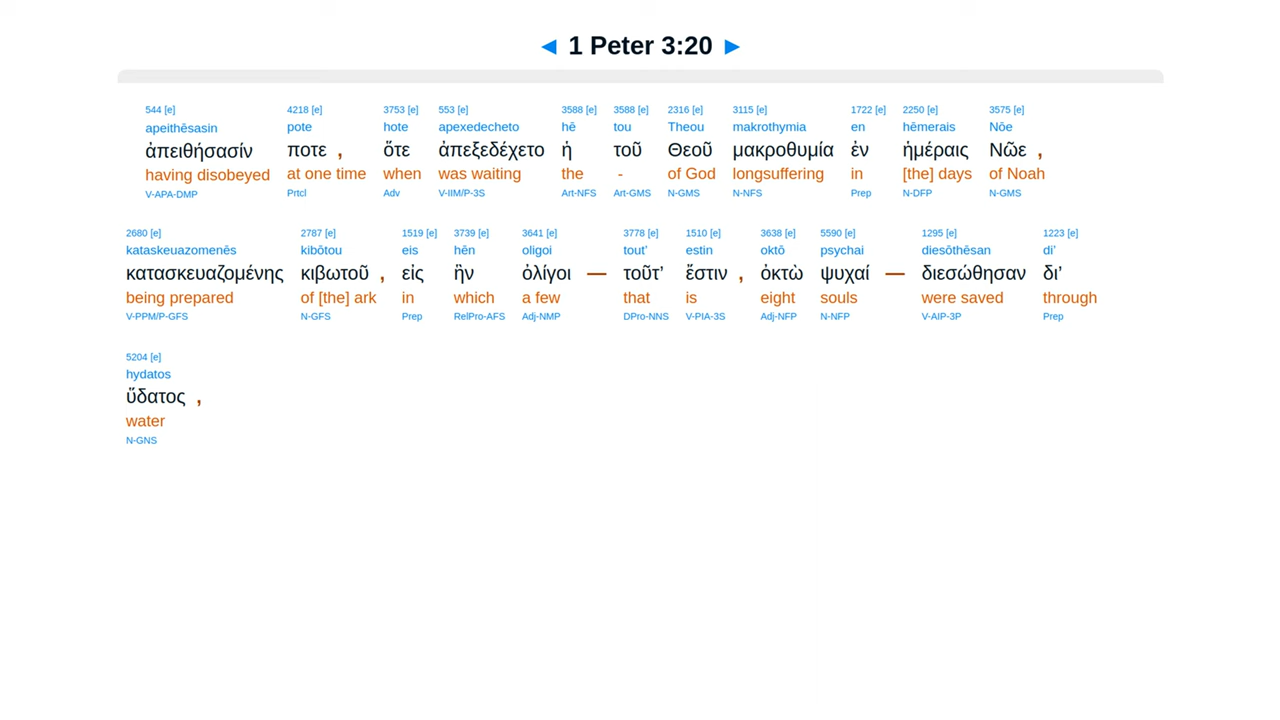 ◄ 1 Peter 3:20 ►
544 [e] 4218 [e] 3753 [e] 553 [e] 3588 [e] 3588 [e] 2316 [e] 3115 [e] 1722 [e] 2250 [e] 3575 [e]
apeithēsasin pote hote apexedecheto hē tou Theou makrothymia en hēmerais Nōe
ἀπειθήσασίν ποτε , ὅτε ἀπεξεδέχετο ἡ τοῦ Θεοῦ μακροθυμία ἐν ἡμέραις Νῶε ,
having disobeyed at one time when was waiting the - of God longsuffering in [the] days of Noah
V-APA-DMP Prtcl Adv V-IIM/P-3S Art-NFS Art-GMS N-GMS N-NFS Prep N-DFP N-GMS
2680 [e] 2787 [e] 1519 [e] 3739 [e] 3641 [e] 3778 [e] 1510 [e] 3638 [e] 5590 [e] 1295 [e] 1223 [e]
kataskeuazomenēs kibōtou eis hēn oligoi tout’ estin oktō psychai diesōthēsan di’
κατασκευαζομένης κιβωτοῦ , εἰς ἣν ὀλίγοι — τοῦτ’ ἔστιν , ὀκτὼ ψυχαί — διεσώθησαν δι’
being prepared of [the] ark in which a few that is eight souls were saved through
V-PPM/P-GFS N-GFS Prep RelPro-AFS Adj-NMP DPro-NNS V-PIA-3S Adj-NFP N-NFP V-AIP-3P Prep
5204 [e]
hydatos
ὕδατος ,
water
N-GNS